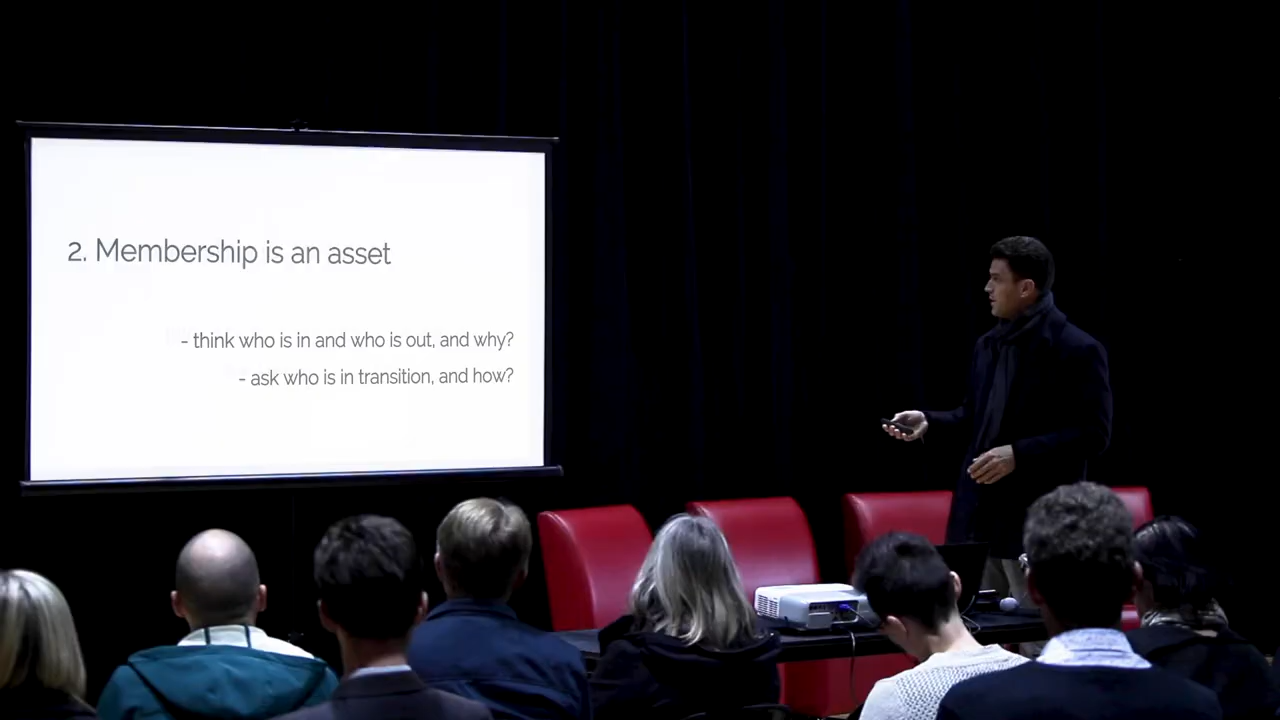 2. Membership is an asset
- think who is in and who is out, and why?
- ask who is in transition, and how?